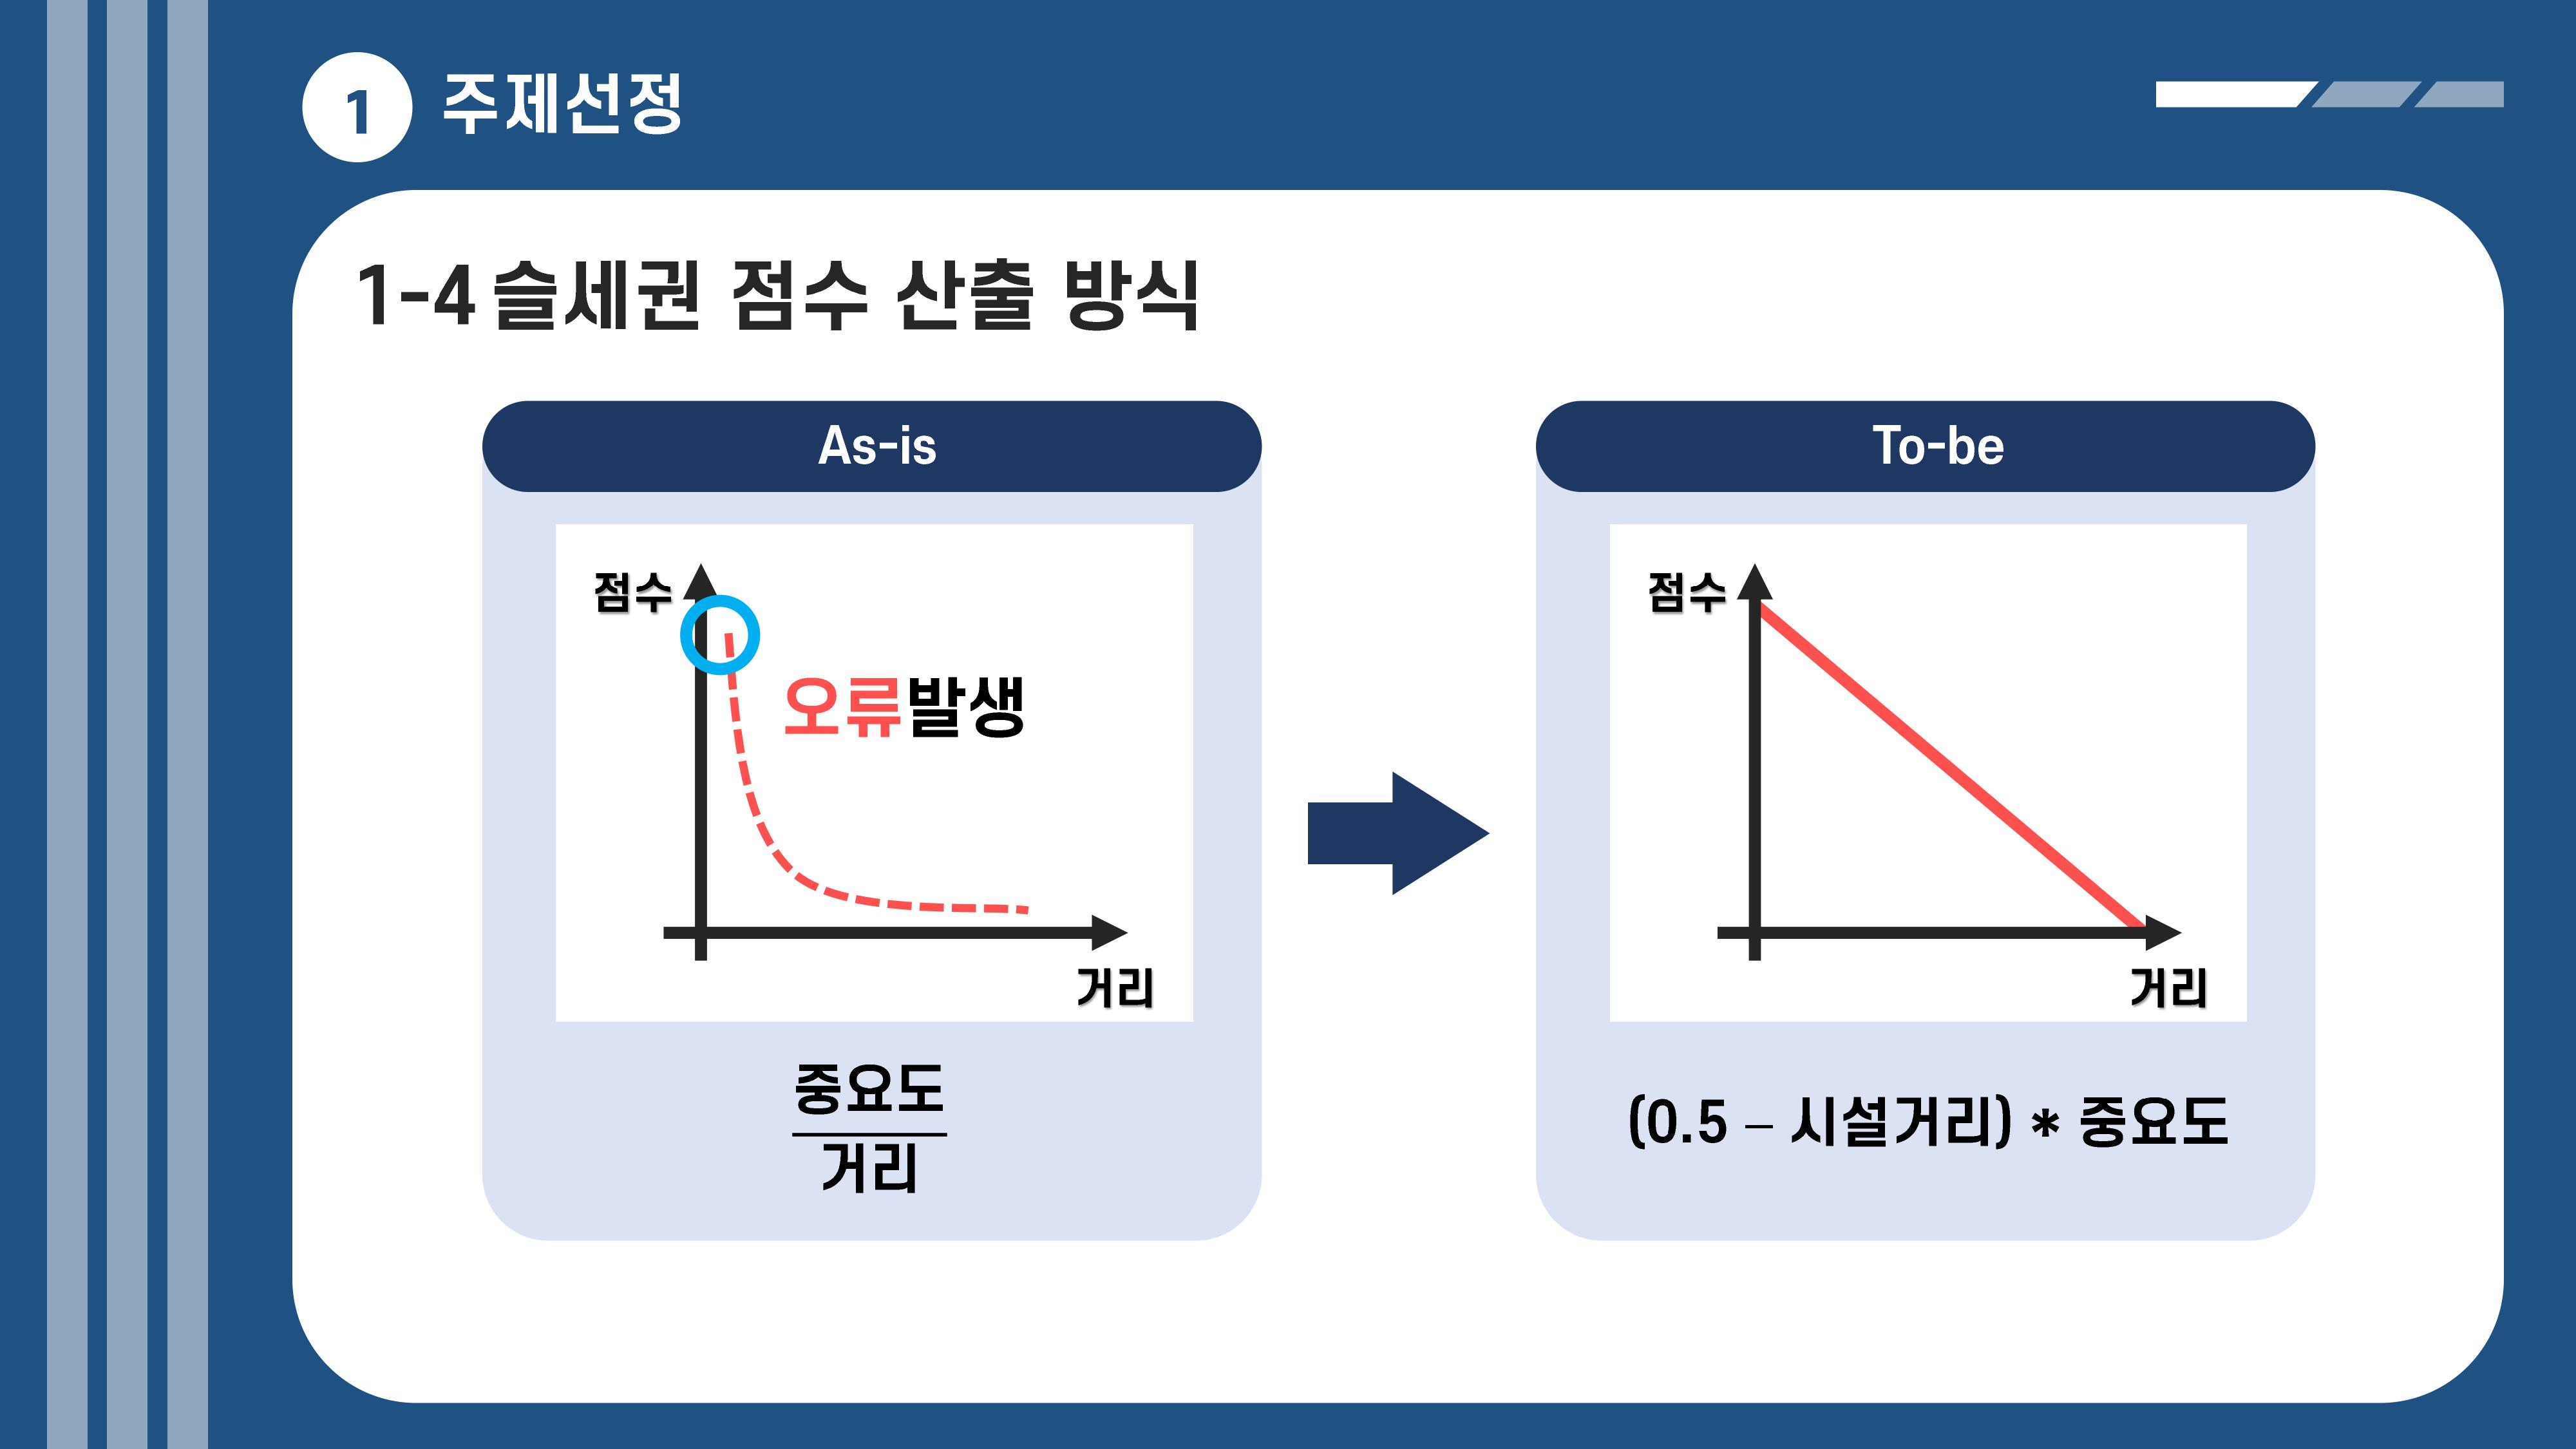 1 주제선정
1-4 슬세권 점수 산출 방식
As-is
점수
오류발생
거리
중요도
거리
To-be
점수
거리
(0.5 – 시설거리) * 중요도